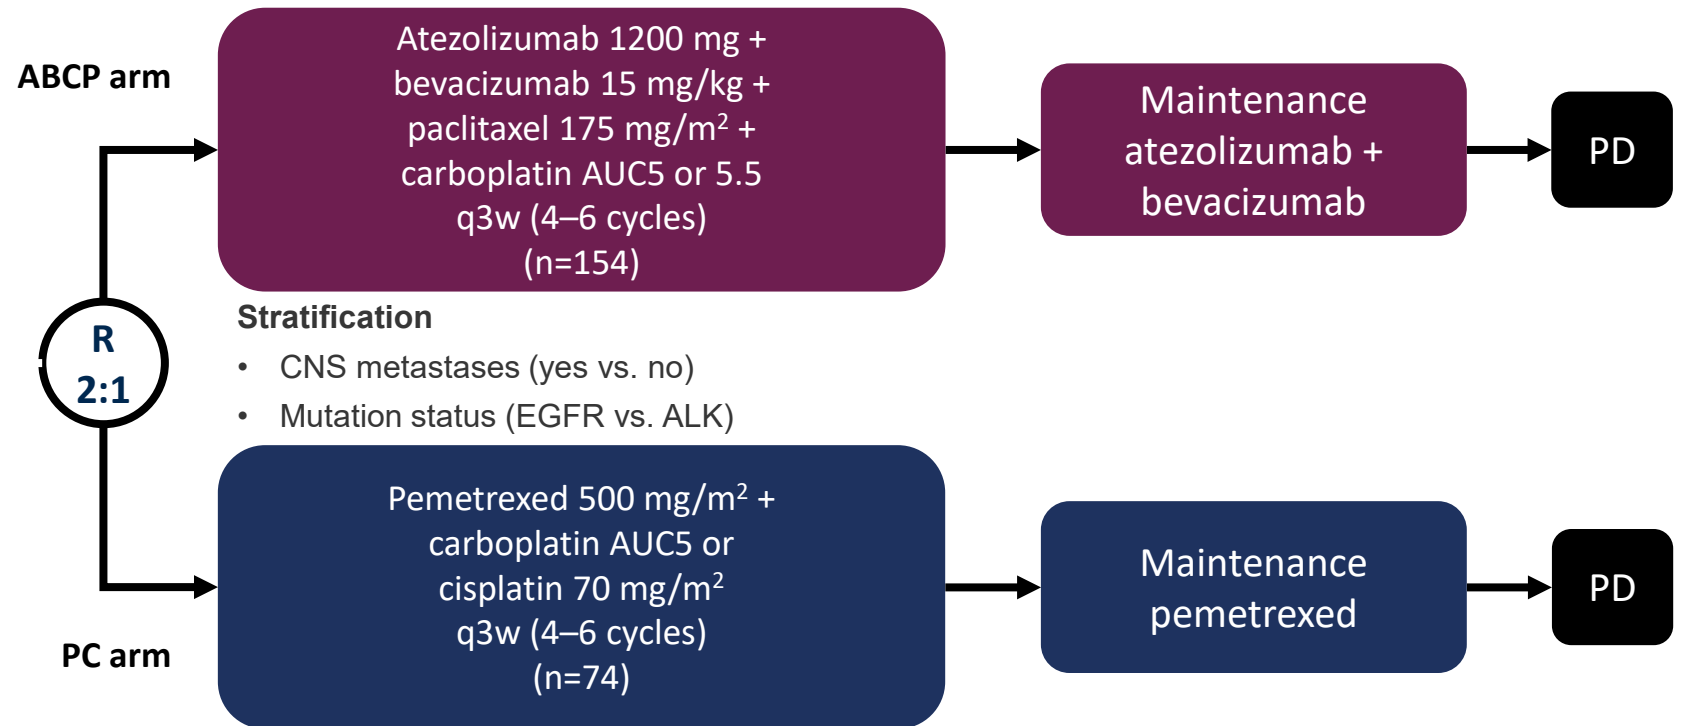 ABCP arm
Atezolizumab 1200 mg +
bevacizumab 15 mg/kg +
paclitaxel 175 mg/m² +
carboplatin AUC5 or 5.5
q3w (4–6 cycles)
(n=154)
Maintenance
atezolizumab +
bevacizumab
PD
R
2:1
Stratification
• CNS metastases (yes vs. no)
• Mutation status (EGFR vs. ALK)
PC arm
Pemetrexed 500 mg/m² +
carboplatin AUC5 or
cisplatin 70 mg/m²
q3w (4–6 cycles)
(n=74)
Maintenance
pemetrexed
PD